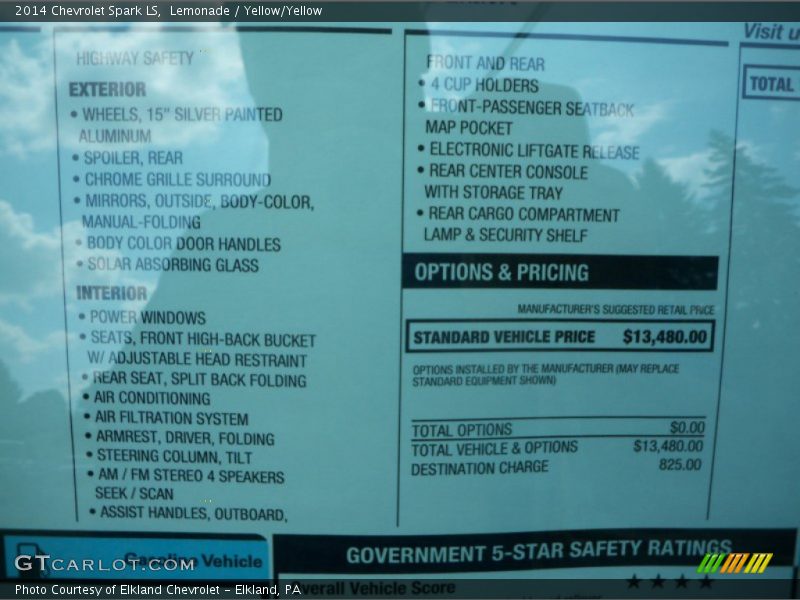 2014 Chevrolet Spark LS, Lemonade / Yellow/Yellow
HIGHWAY SAFETY
EXTERIOR
• WHEELS, 15" SILVER PAINTED
ALUMINUM
• SPOILER, REAR
• CHROME GRILLE SURROUND
• MIRRORS, OUTSIDE, BODY-COLOR,
MANUAL-FOLDING
• BODY COLOR DOOR HANDLES
• SOLAR ABSORBING GLASS
INTERIOR
• POWER WINDOWS
• SEATS, FRONT HIGH-BACK BUCKET
W/ ADJUSTABLE HEAD RESTRAINT
• REAR SEAT, SPLIT BACK FOLDING
• AIR CONDITIONING
• AIR FILTRATION SYSTEM
• ARMREST, DRIVER, FOLDING
• STEERING COLUMN, TILT
• AM / FM STEREO 4 SPEAKERS
SEEK / SCAN
• ASSIST HANDLES, OUTBOARD,
FRONT AND REAR
• 4 CUP HOLDERS
• FRONT-PASSENGER SEATBACK
MAP POCKET
• ELECTRONIC LIFTGATE RELEASE
• REAR CENTER CONSOLE
WITH STORAGE TRAY
• REAR CARGO COMPARTMENT
LAMP & SECURITY SHELF
OPTIONS & PRICING
MANUFACTURER'S SUGGESTED RETAIL PRICE
STANDARD VEHICLE PRICE $13,480.00
OPTIONS INSTALLED BY THE MANUFACTURER (MAY REPLACE
STANDARD EQUIPMENT SHOWN)
TOTAL OPTIONS $0.00
TOTAL VEHICLE & OPTIONS $13,480.00
DESTINATION CHARGE 825.00
Visit u
TOTAL
Gasoline Vehicle
GOVERNMENT 5-STAR SAFETY RATINGS
Overall Vehicle Score
GTCARLOT.COM
Photo Courtesy of Elkland Chevrolet - Elkland, PA